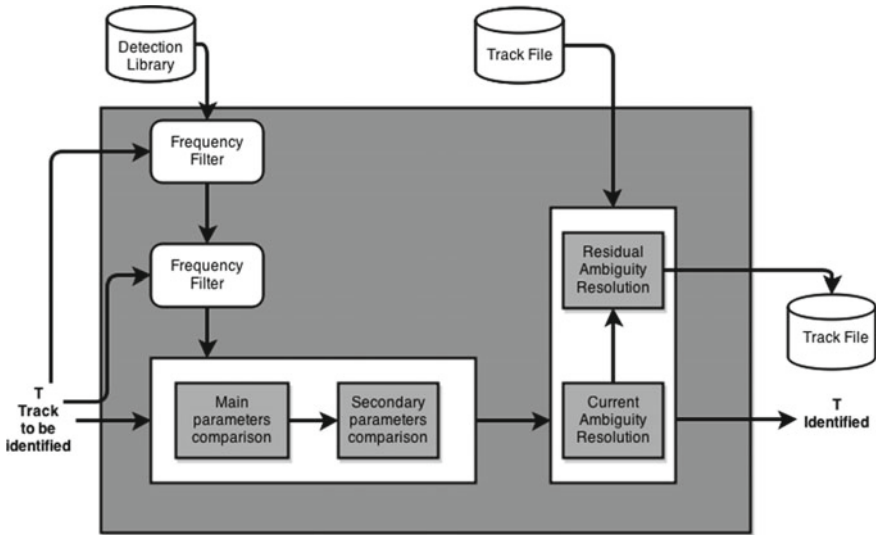 Detection
Library
Track File
Frequency
Filter
Frequency
Filter
Residual
Ambiguity
Resolution
Track File
T
Track
to be
identified
Main
parameters
comparison
Secondary
parameters
comparison
Current
Ambiguity
Resolution
T
Identified